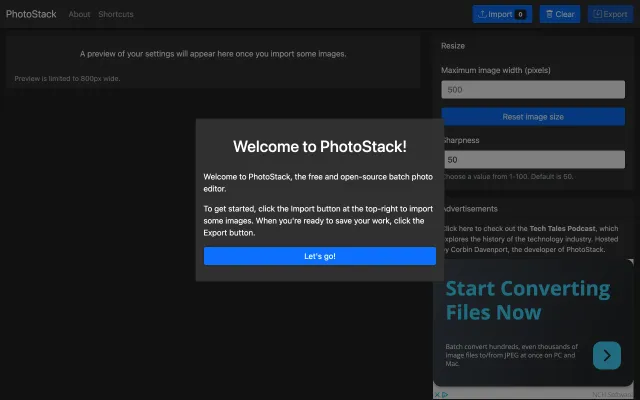 PhotoStack About Shortcuts Import 0 Clear Export
A preview of your settings will appear here once you import some images.
Preview is limited to 800px wide.
Resize
Maximum image width (pixels)
500
Reset image size
Sharpness
50
Choose a value from 1-100. Default is 50.
Welcome to PhotoStack!
Welcome to PhotoStack, the free and open-source batch photo
editor.
To get started, click the Import button at the top-right to import
some images. When you're ready to save your work, click the
Export button.
Let's go!
Advertisements
Click here to check out the Tech Tales Podcast, which
explores the history of the technology industry. Hosted
by Corbin Davenport, the developer of PhotoStack.
Start Converting
Files Now
Batch convert hundreds, even thousands of
image files to/from JPEG at once on PC and
Mac.
NCH Software